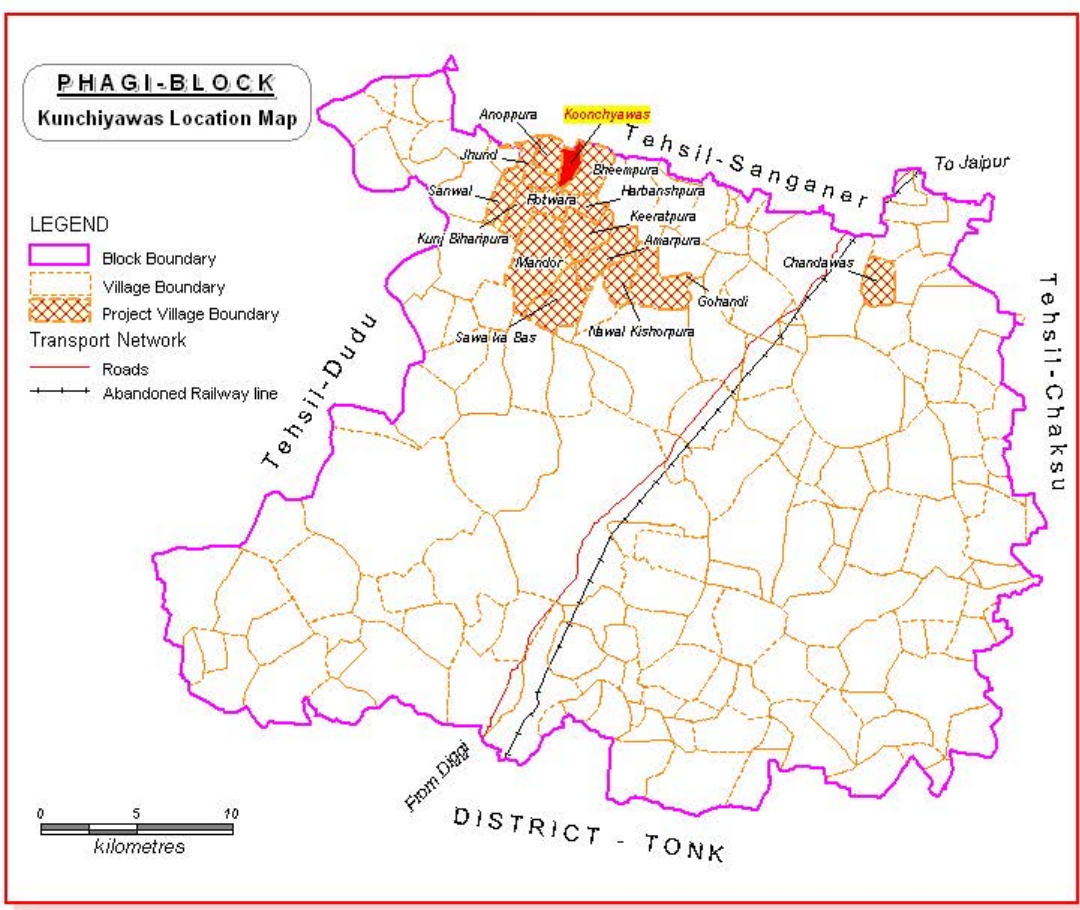 PHAGI-BLOCK
Kunchiyawas Location Map
Anoppura
Koonchyawas
Tehsil-Sanganer
To Jaipur
Jhund
Bheempura
Sanwal
Rotwara
Harbanshpura
Keeratpura
Kunj Biharipura
Amarpura
Mandor
Chandawas
Gohandi
Sawa ka Bas
Nawal Kishorpura
LEGEND
Block Boundary
Village Boundary
Project Village Boundary
Transport Network
Roads
Abandoned Railway line
Tehsil-Dudu
Tehsil-Chaksu
From Diggi
DISTRICT - TONK
0 5 10
kilometres